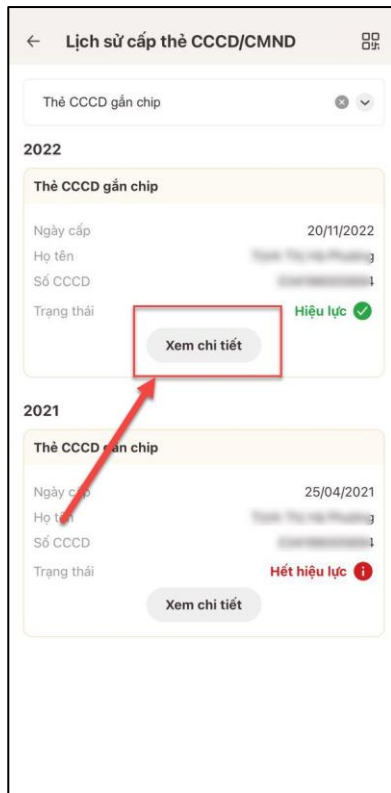 Lịch sử cấp thẻ CCCD/CMND
Thẻ CCCD gắn chip
2022
Thẻ CCCD gắn chip
Ngày cấp 20/11/2022
Họ tên
Số CCCD
Trạng thái Hiệu lực
Xem chi tiết
2021
Thẻ CCCD gắn chip
Ngày cấp 25/04/2021
Họ tên
Số CCCD
Trạng thái Hết hiệu lực
Xem chi tiết